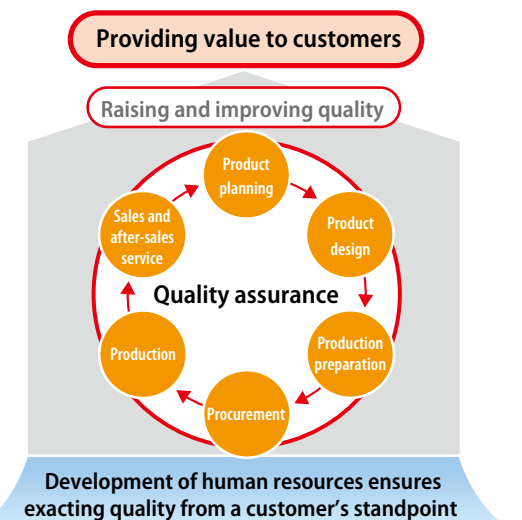 Providing value to customers
Raising and improving quality
Product
planning
Product
design
Production
preparation
Procurement
Production
Sales and
after-sales
service
Quality assurance
Development of human resources ensures
exacting quality from a customer’s standpoint